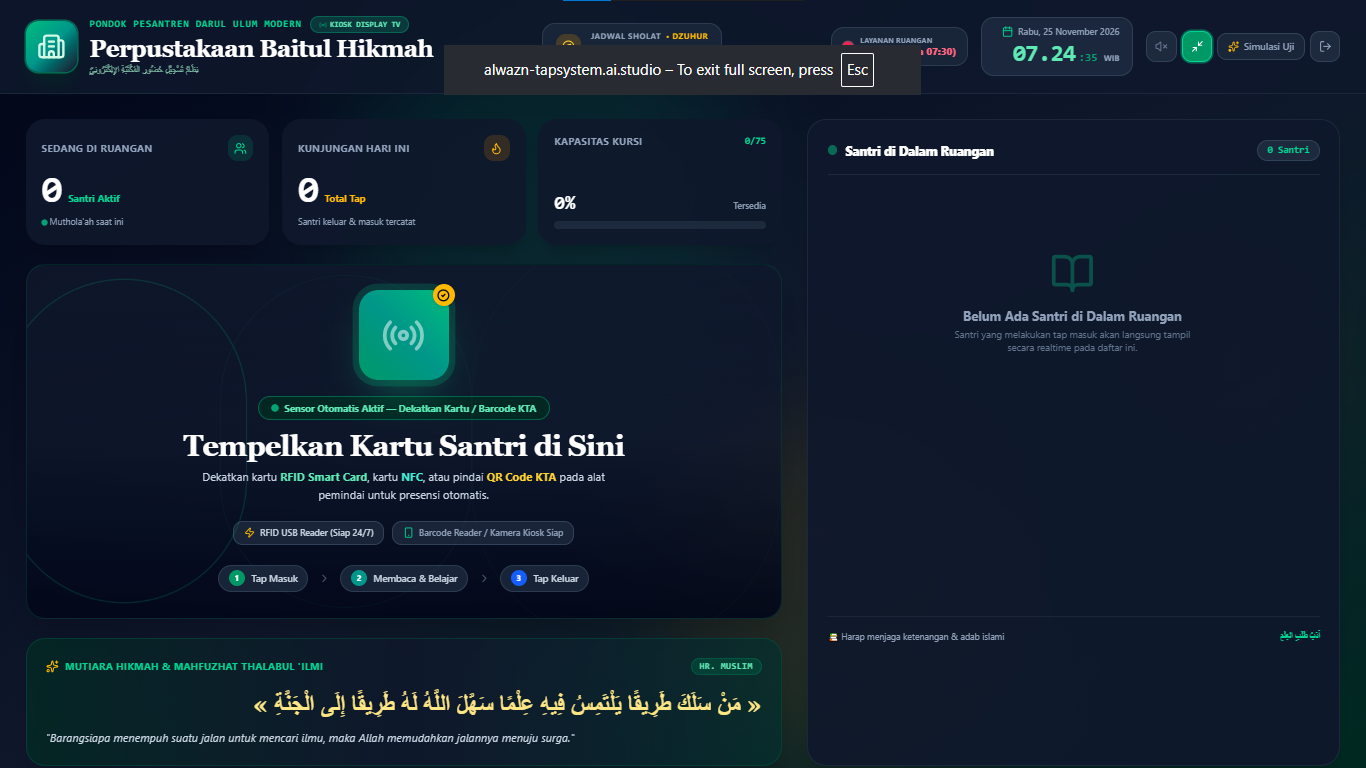 PONDOK PESANTREN DARUL ULUM MODERN
KIOSK DISPLAY TV
Perpustakaan Baitul Hikmah
JADWAL SHOLAT • DZUHUR
LAYANAN RUANGAN
07:30)
Rabu, 25 November 2026
07.24 :35 WIB
Simulasi Uji
alwazn-tapsystem.ai.studio – To exit full screen, press Esc
SEDANG DI RUANGAN
0 Santri Aktif
Muthola'ah saat ini
KUNJUNGAN HARI INI
0 Total Tap
Santri keluar & masuk tercatat
KAPASITAS KURSI
0/75
0%
Tersedia
Sensor Otomatis Aktif — Dekatkan Kartu / Barcode KTA
Tempelkan Kartu Santri di Sini
Dekatkan kartu RFID Smart Card, kartu NFC, atau pindai QR Code KTA pada alat
pemindai untuk presensi otomatis.
RFID USB Reader (Siap 24/7)
Barcode Reader / Kamera Kiosk Siap
1 Tap Masuk
2 Membaca & Belajar
3 Tap Keluar
MUTIARA HIKMAH & MAHFUZHAT THALABUL 'ILMI
HR. MUSLIM
« مَنْ سَلَكَ طَرِيقًا يَلْتَمِسُ فِيهِ عِلْمًا سَهَّلَ اللَّهُ لَهُ طَرِيقًا إِلَى الْجَنَّةِ »
"Barangsiapa menempuh suatu jalan untuk mencari ilmu, maka Allah memudahkan jalannya menuju surga."
Santri di Dalam Ruangan
0 Santri
Belum Ada Santri di Dalam Ruangan
Santri yang melakukan tap masuk akan langsung tampil
secara realtime pada daftar ini.
Harap menjaga ketenangan & adab islami